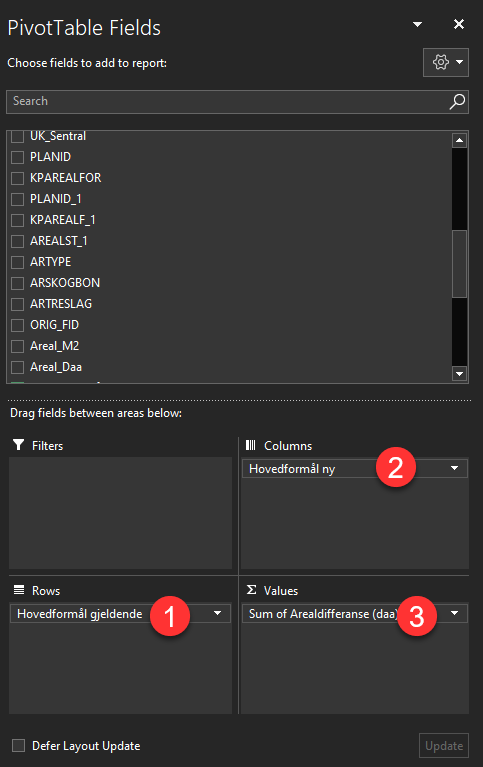 PivotTable Fields
Choose fields to add to report:
Search
UK_Sentral
PLANID
KPAREALFOR
PLANID_1
KPAREALF_1
AREALST_1
ARTYPE
ARSKOGBON
ARTRESLAG
ORIG_FID
Areal_M2
Areal_Daa
Drag fields between areas below:
Filters
Columns
Hovedformål ny 2
Rows
Values
Hovedformål gjeldende 1
Sum of Arealdifferanse (daa) 3
Defer Layout Update
Update